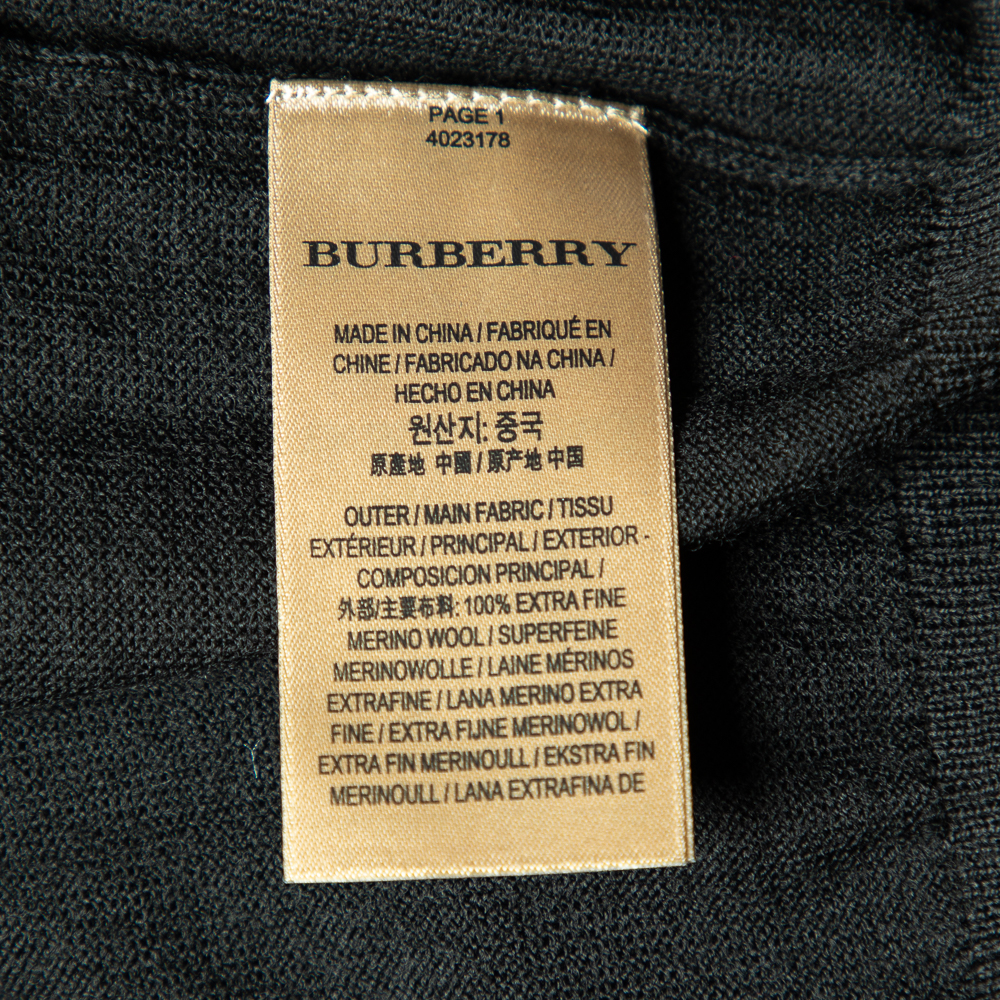 PAGE 1
4023178
BURBERRY
MADE IN CHINA / FABRIQUÉ EN
CHINE / FABRICADO NA CHINA /
HECHO EN CHINA
원산지: 중국
原產地 中國 / 原产地 中国
OUTER / MAIN FABRIC / TISSU
EXTÉRIEUR / PRINCIPAL / EXTERIOR -
COMPOSICION PRINCIPAL /
外部/主要布料: 100% EXTRA FINE
MERINO WOOL / SUPERFEINE
MERINOWOLLE / LAINE MÉRINOS
EXTRAFINE / LANA MERINO EXTRA
FINE / EXTRA FIJNE MERINOWOL /
EXTRA FIN MERINOULL / EKSTRA FIN
MERINOULL / LANA EXTRAFINA DE